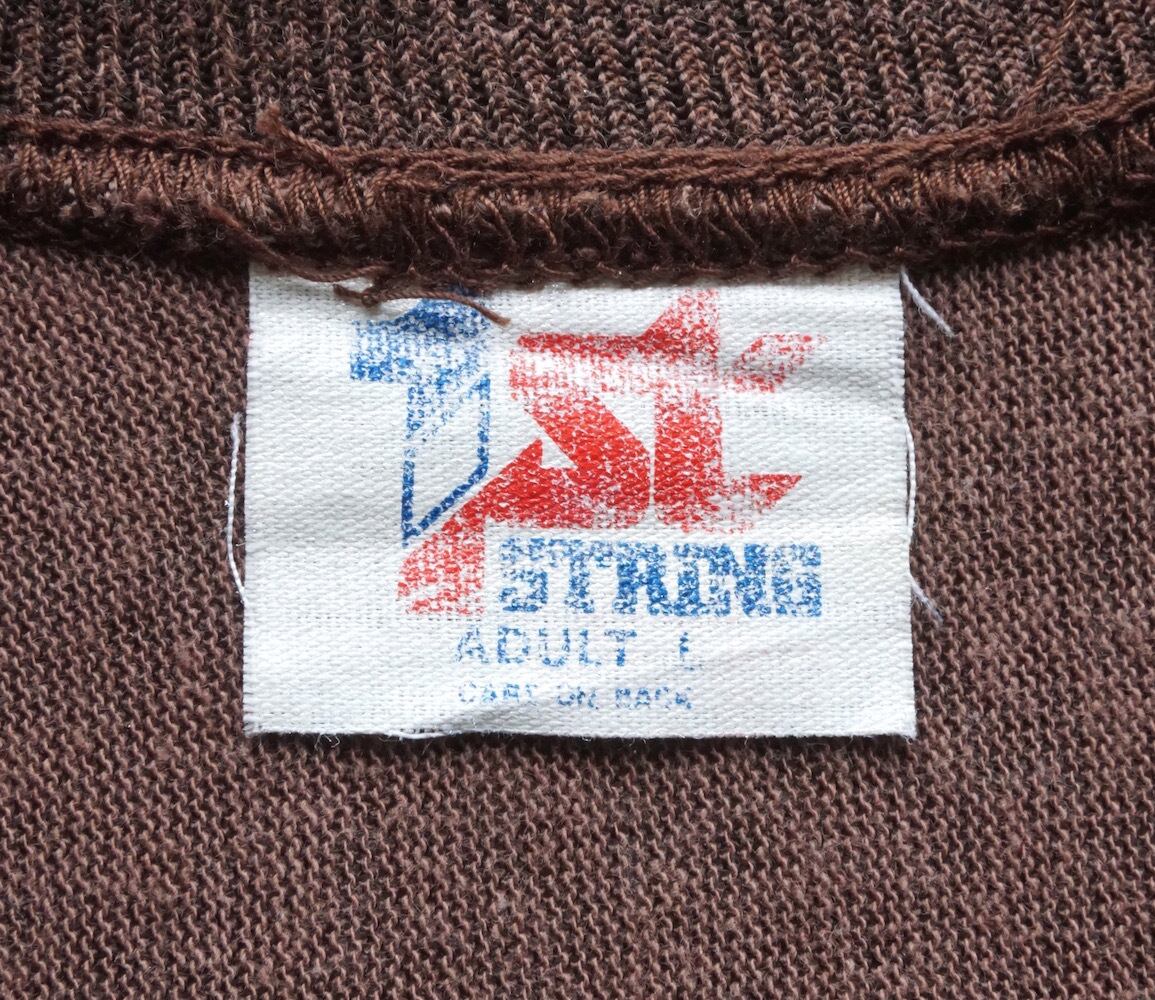 1ST
STRING
ADULT L
CARE ON BACK